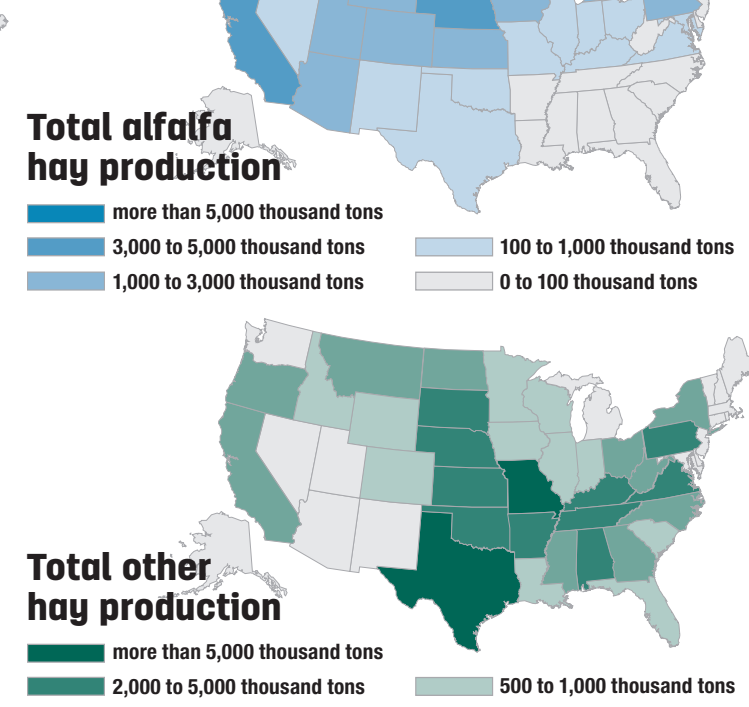 Total alfalfa
hay production
more than 5,000 thousand tons
3,000 to 5,000 thousand tons
1,000 to 3,000 thousand tons
100 to 1,000 thousand tons
0 to 100 thousand tons
Total other
hay production
more than 5,000 thousand tons
2,000 to 5,000 thousand tons
500 to 1,000 thousand tons